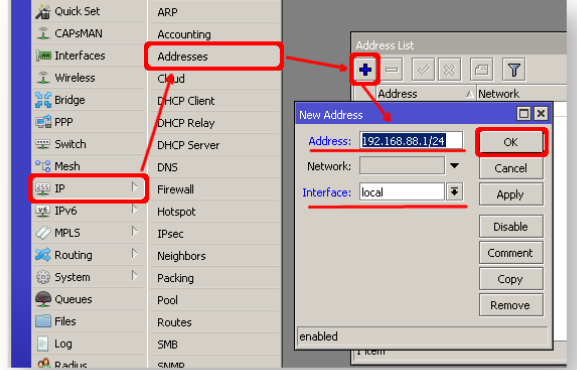 Quick Set
CAPsMAN
Interfaces
Wireless
Bridge
PPP
Switch
Mesh
IP
IPv6
MPLS
Routing
System
Queues
Files
Log
Radius
ARP
Accounting
Addresses
Cloud
DHCP Client
DHCP Relay
DHCP Server
DNS
Firewall
Hotspot
IPsec
Neighbors
Packing
Pool
Routes
SMB
SNMP
Address List
Address
Network
New Address
Address: 192.168.88.1/24
Network:
Interface: local
OK
Cancel
Apply
Disable
Comment
Copy
Remove
enabled
1 item